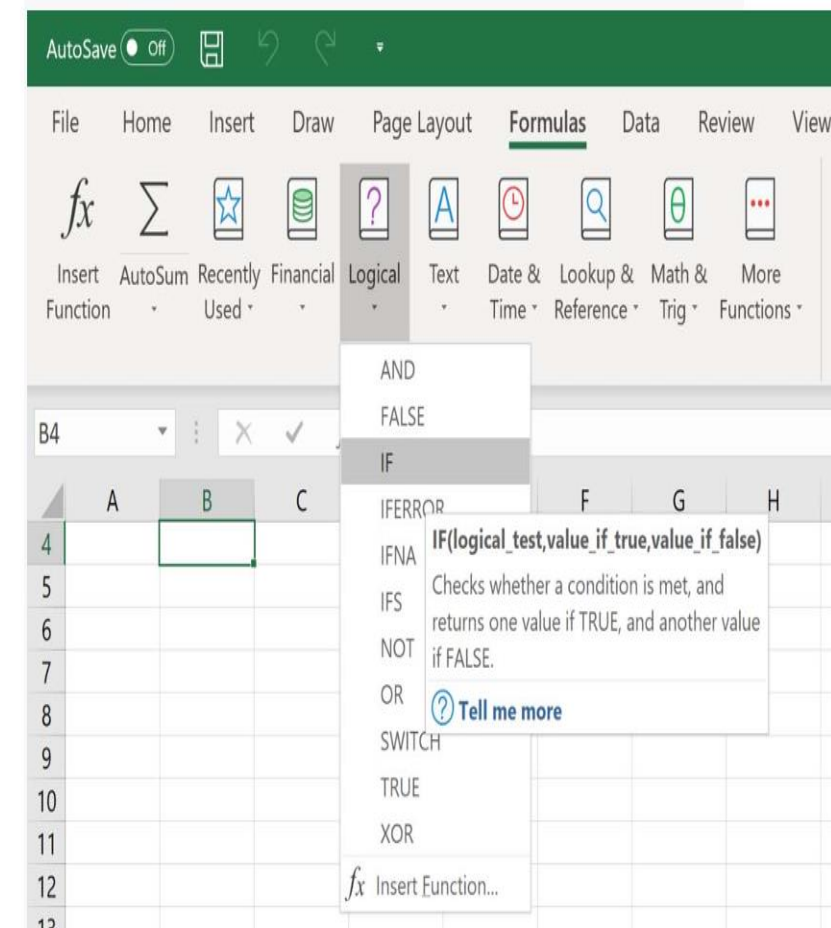 AutoSave Off
File Home Insert Draw Page Layout Formulas Data Review View
fx
Insert Function
AutoSum
Recently Used
Financial
Logical
Text
Date & Time
Lookup & Reference
Math & Trig
More Functions
B4
A B C F G H
AND
FALSE
IF
IFERROR
IFNA
IFS
NOT
OR
SWITCH
TRUE
XOR
fx Insert Function...
IF(logical_test,value_if_true,value_if_false)
Checks whether a condition is met, and
returns one value if TRUE, and another value
if FALSE.
Tell me more
4
5
6
7
8
9
10
11
12
13